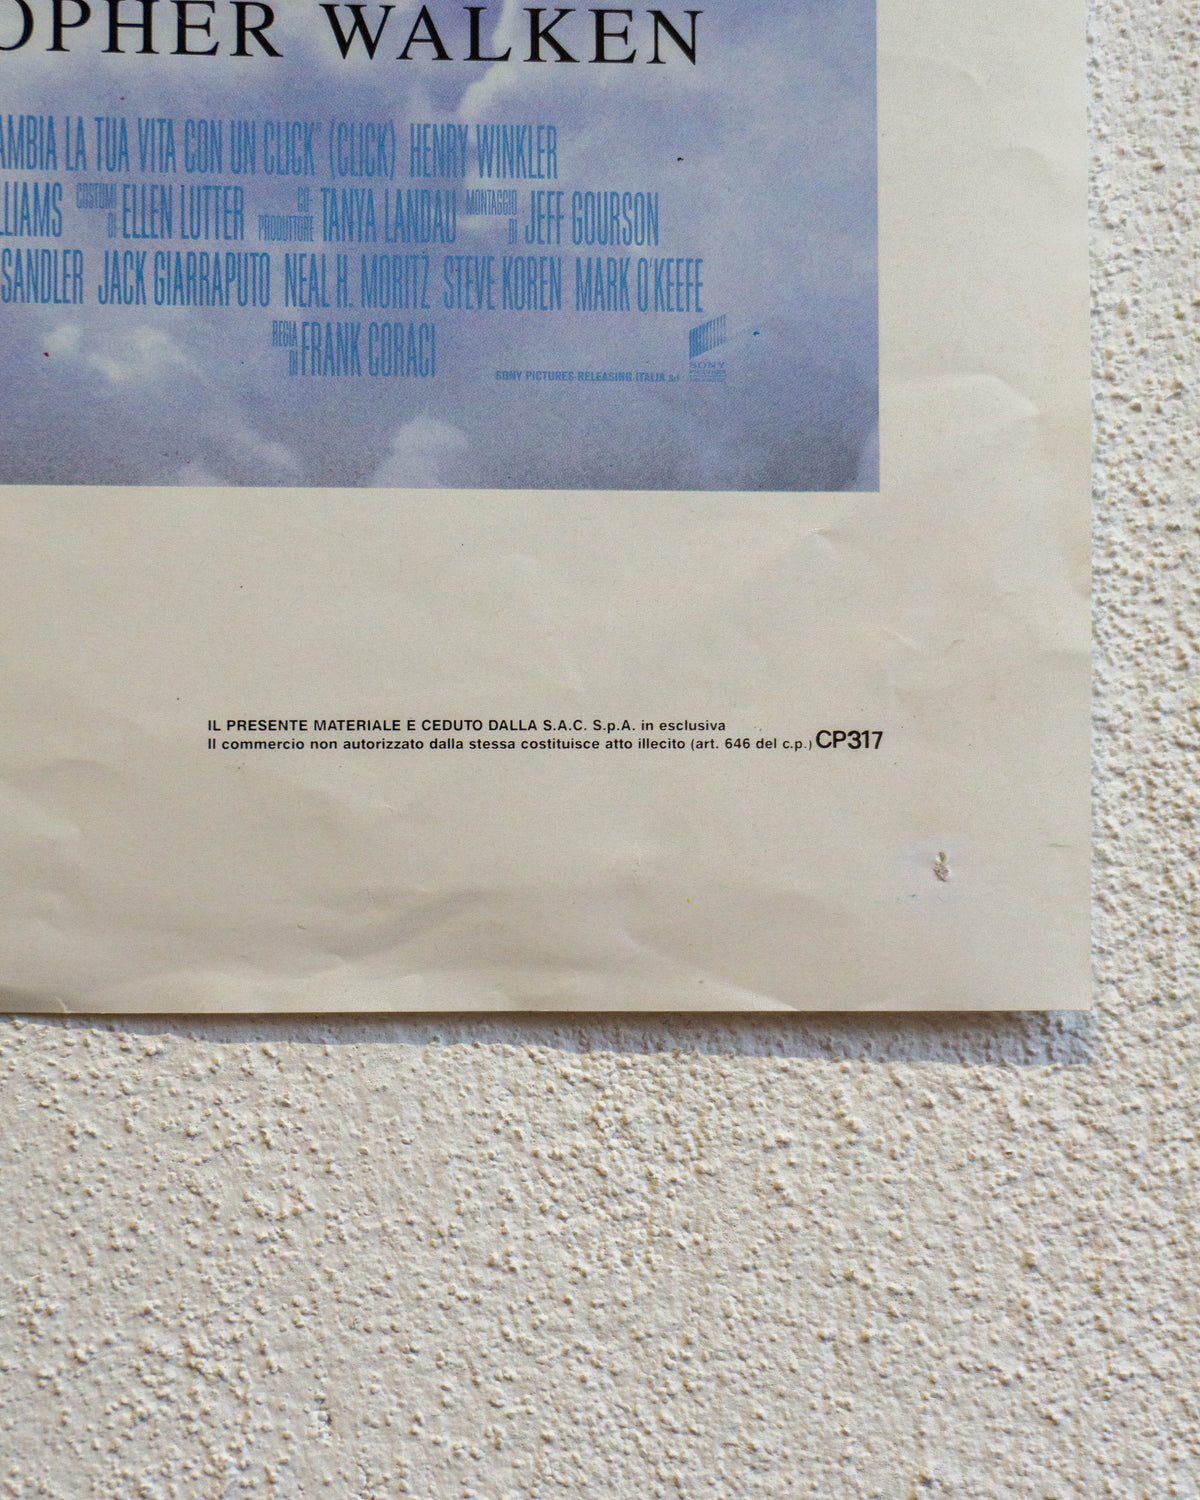 OPHER WALKEN
AMBIA LA TUA VITA CON UN CLICK" (CLICK) HENRY WINKLER
LLIAMS COSTUMI DI ELLEN LUTTER CO PRODUTTORE TANYA LANDAU MONTAGGIO DI JEFF GOURSON
SANDLER JACK GIARRAPUTO NEAL H. MORITZ STEVE KOREN MARK O'KEEFE
REGIA DI FRANK CORACI
SONY PICTURES RELEASING ITALIA Srl
SONY
PICTURES
IL PRESENTE MATERIALE E CEDUTO DALLA S.A.C. S.p.A. in esclusiva
Il commercio non autorizzato dalla stessa costituisce atto illecito (art. 646 del c.p.) CP317